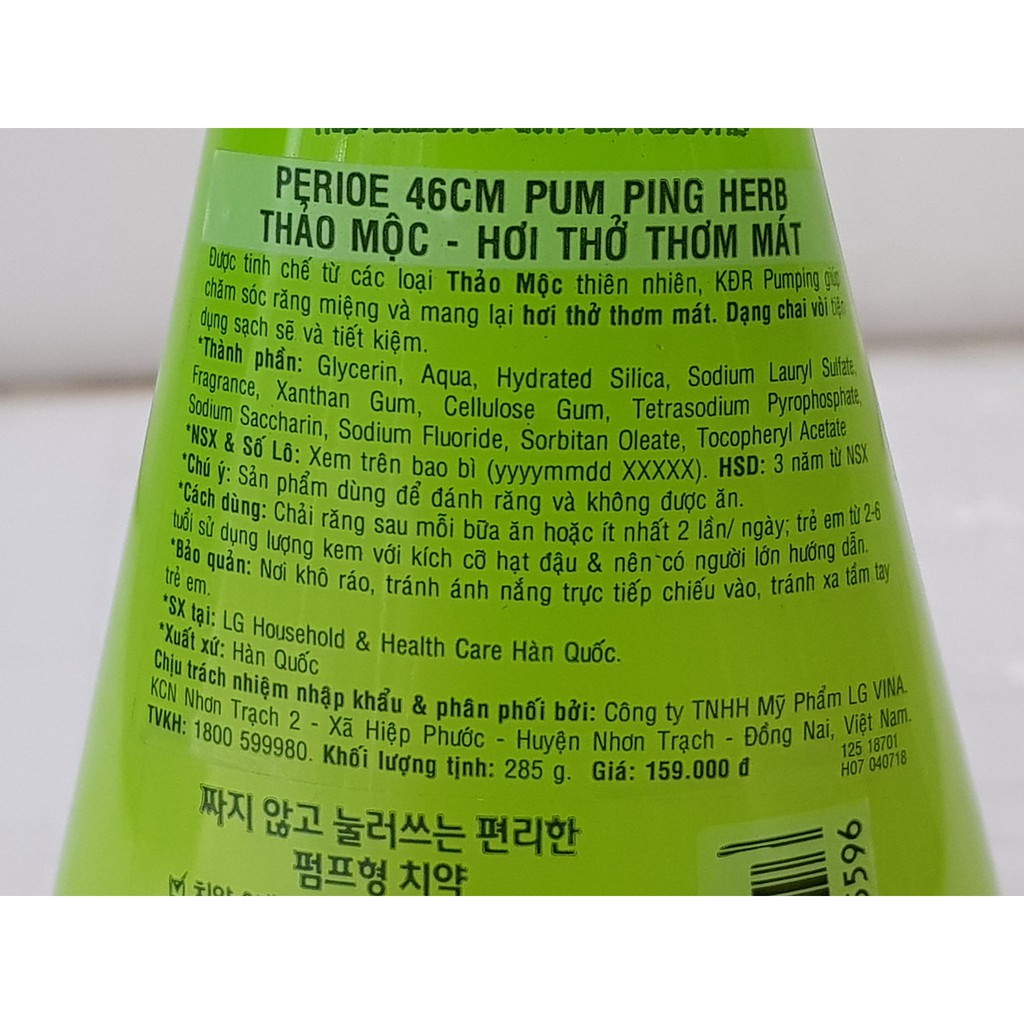 PERIOE 46CM PUM PING HERB
THẢO MỘC - HƠI THỞ THƠM MÁT
Được tinh chế từ các loại Thảo Mộc thiên nhiên, KĐR Pumping giúp
chăm sóc răng miệng và mang lại hơi thở thơm mát. Dạng chai vòi tiện
dụng sạch sẽ và tiết kiệm.
*Thành phần: Glycerin, Aqua, Hydrated Silica, Sodium Lauryl Sulfate,
Fragrance, Xanthan Gum, Cellulose Gum, Tetrasodium Pyrophosphate,
Sodium Saccharin, Sodium Fluoride, Sorbitan Oleate, Tocopheryl Acetate
*NSX & Số Lô: Xem trên bao bì (yyyymmdd XXXXX). HSD: 3 năm từ NSX
*Chú ý: Sản phẩm dùng để đánh răng và không được ăn.
*Cách dùng: Chải răng sau mỗi bữa ăn hoặc ít nhất 2 lần/ ngày; trẻ em từ 2-6
tuổi sử dụng lượng kem với kích cỡ hạt đậu & nên có người lớn hướng dẫn.
*Bảo quản: Nơi khô ráo, tránh ánh nắng trực tiếp chiếu vào, tránh xa tầm tay
trẻ em.
*SX tại: LG Household & Health Care Hàn Quốc.
*Xuất xứ: Hàn Quốc
Chịu trách nhiệm nhập khẩu & phân phối bởi: Công ty TNHH Mỹ Phẩm LG VINA.
KCN Nhơn Trạch 2 - Xã Hiệp Phước - Huyện Nhơn Trạch - Đồng Nai, Việt Nam.
TVKH: 1800 599980. Khối lượng tịnh: 285 g. Giá: 159.000 đ
125 18701
H07 040718
짜지 않고 눌러쓰는 편리한
펌프형 치약
치약
5596